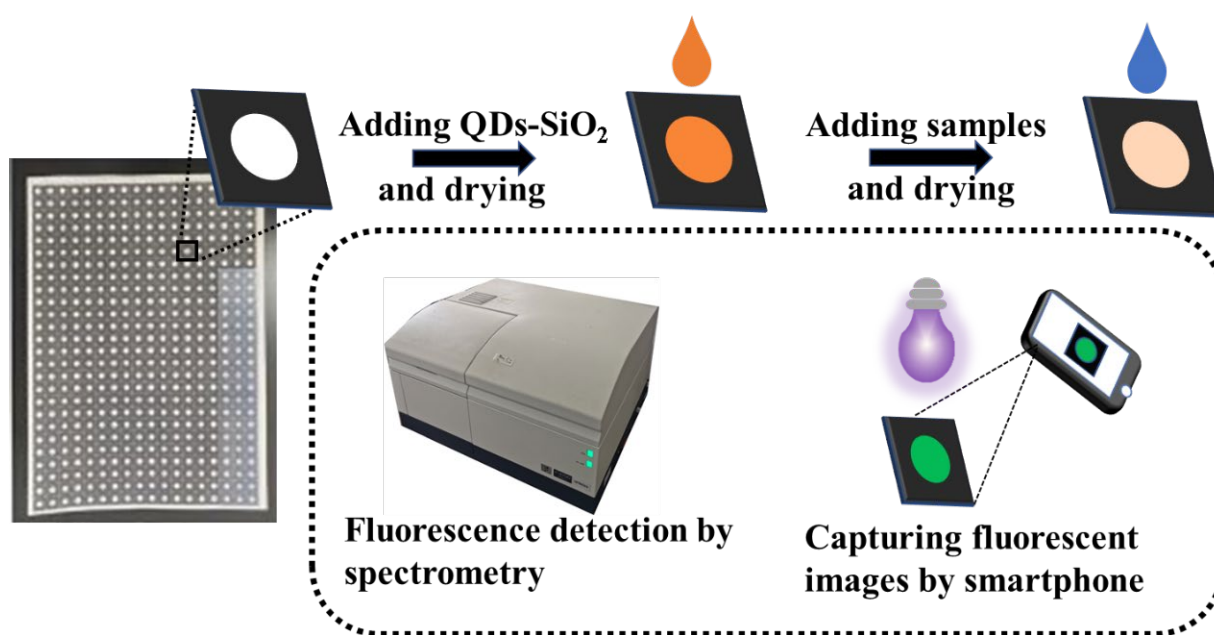 Adding QDs-SiO₂
and drying
Adding samples
and drying
Fluorescence detection by
spectrometry
Capturing fluorescent
images by smartphone